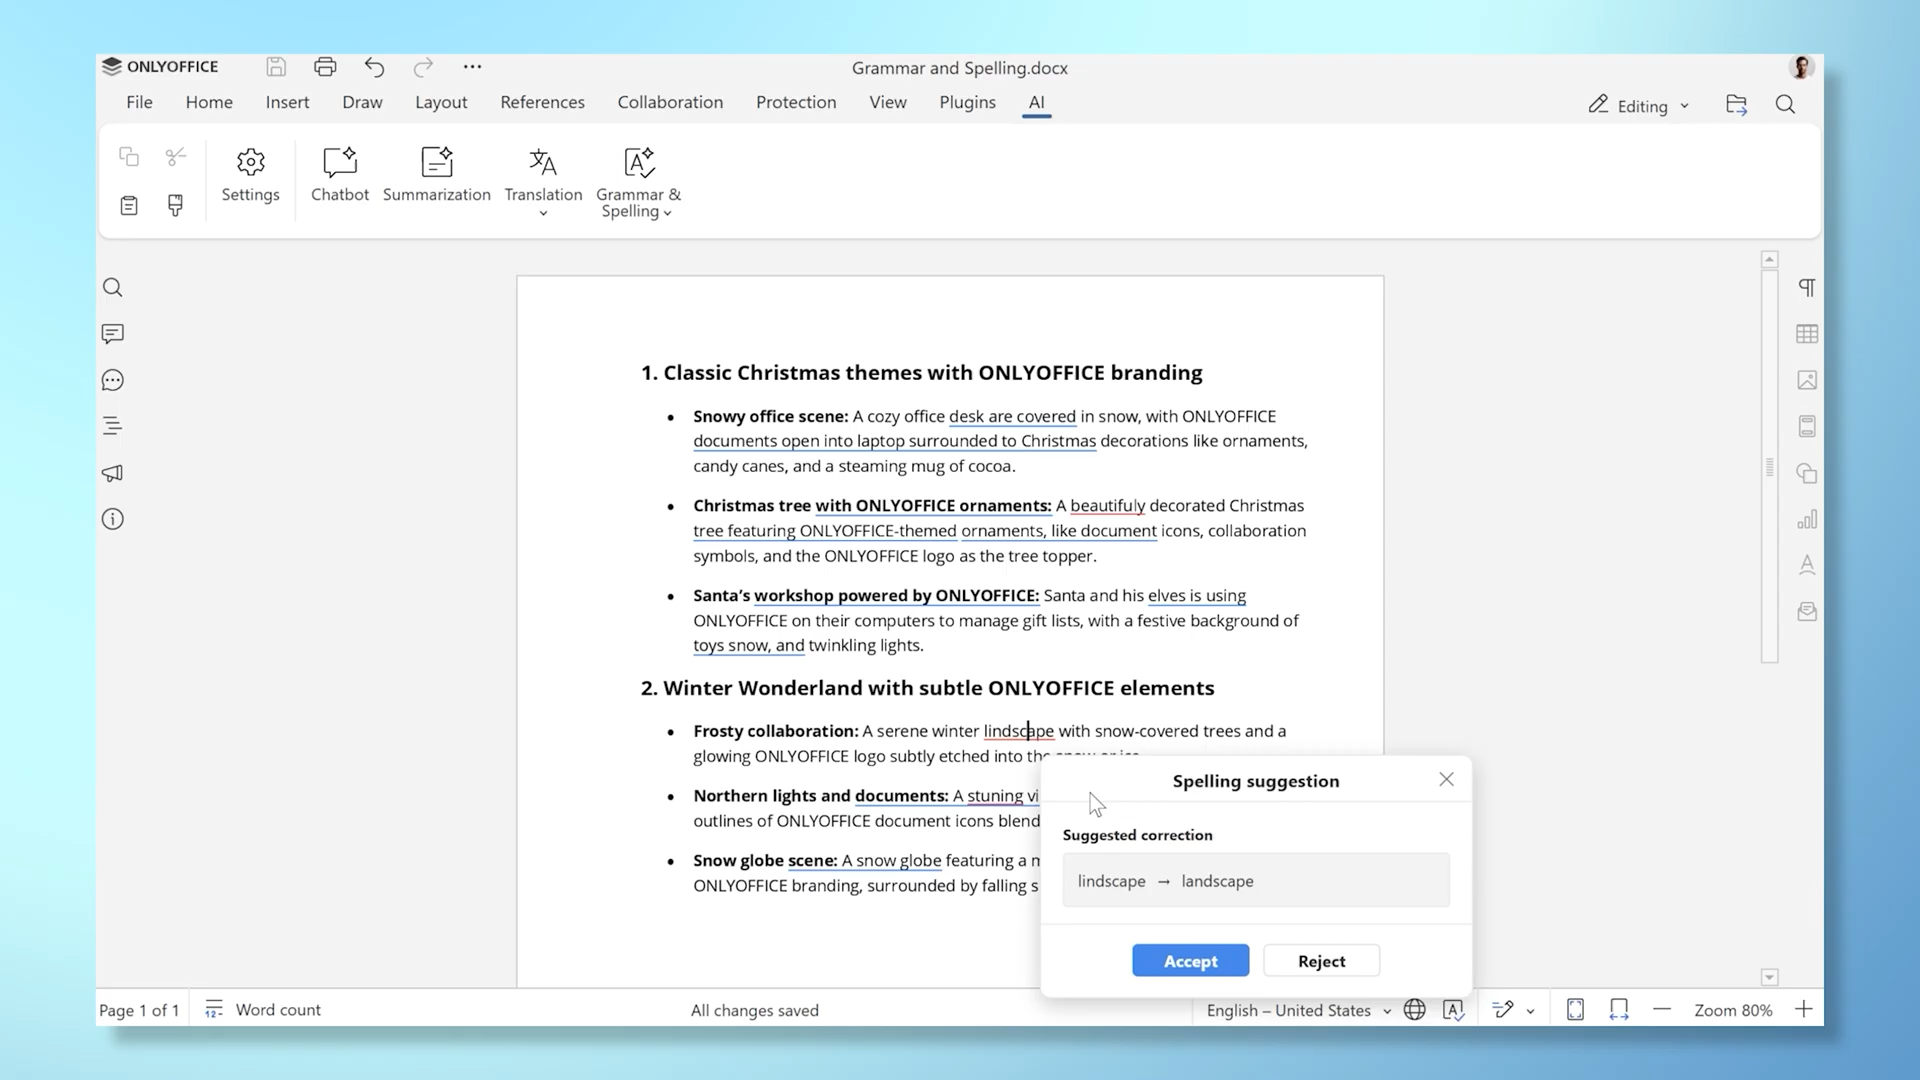 ONLYOFFICE
Grammar and Spelling.docx
File Home Insert Draw Layout References Collaboration Protection View Plugins AI
Editing
Settings Chatbot Summarization Translation Grammar &
Spelling
1. Classic Christmas themes with ONLYOFFICE branding
• Snowy office scene: A cozy office desk are covered in snow, with ONLYOFFICE
documents open into laptop surrounded to Christmas decorations like ornaments,
candy canes, and a steaming mug of cocoa.
• Christmas tree with ONLYOFFICE ornaments: A beautifuly decorated Christmas
tree featuring ONLYOFFICE-themed ornaments, like document icons, collaboration
symbols, and the ONLYOFFICE logo as the tree topper.
• Santa’s workshop powered by ONLYOFFICE: Santa and his elves is using
ONLYOFFICE on their computers to manage gift lists, with a festive background of
toys snow, and twinkling lights.
2. Winter Wonderland with subtle ONLYOFFICE elements
• Frosty collaboration: A serene winter lindscape with snow-covered trees and a
glowing ONLYOFFICE logo subtly etched into the
• Northern lights and documents: A stuning
outlines of ONLYOFFICE document icons blend
• Snow globe scene: A snow globe featuring a
ONLYOFFICE branding, surrounded by falling
Spelling suggestion
Suggested correction
lindscape → landscape
Accept Reject
Page 1 of 1 Word count All changes saved English – United States Zoom 80%